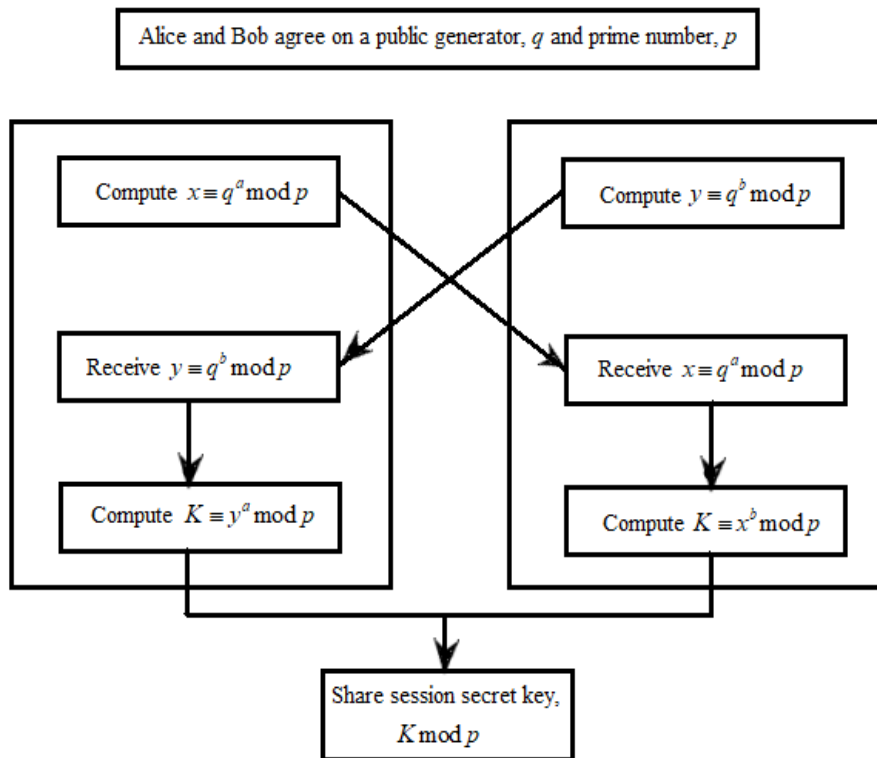 Alice and Bob agree on a public generator, q and prime number, p
Compute x ≡ q^a mod p
Compute y ≡ q^b mod p
Receive y ≡ q^b mod p
Receive x ≡ q^a mod p
Compute K ≡ y^a mod p
Compute K ≡ x^b mod p
Share session secret key,
K mod p